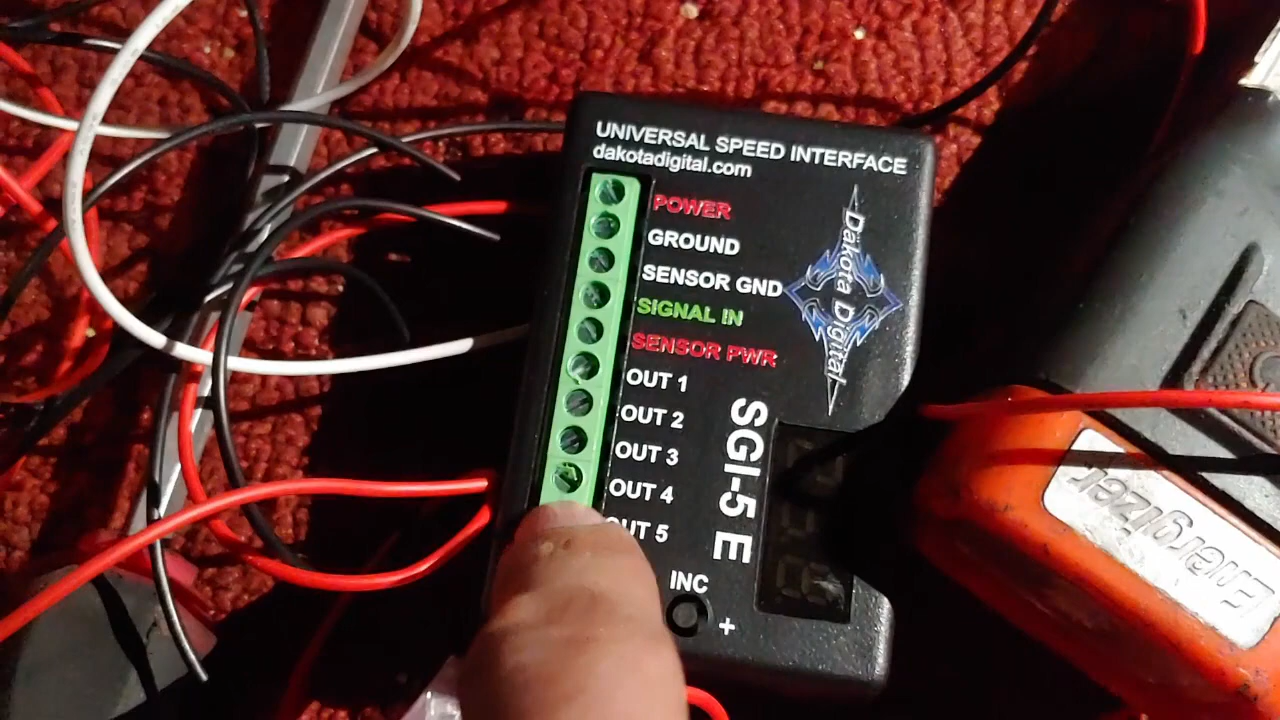 UNIVERSAL SPEED INTERFACE
dakotadigital.com
POWER
GROUND
SENSOR GND
SIGNAL IN
SENSOR PWR
OUT 1
OUT 2
OUT 3
OUT 4
OUT 5
INC
+
SGI-5 E
Dakota Digital
Energizer